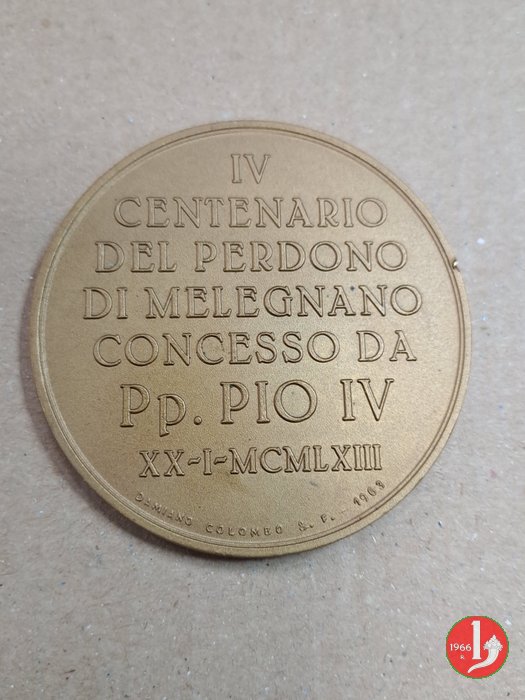 IV
CENTENARIO
DEL PERDONO
DI MELEGNANO
CONCESSO DA
Pp. PIO IV
XX-I-MCMLXIII
DAMIANO COLOMBO S. F. - 1963
1966
R